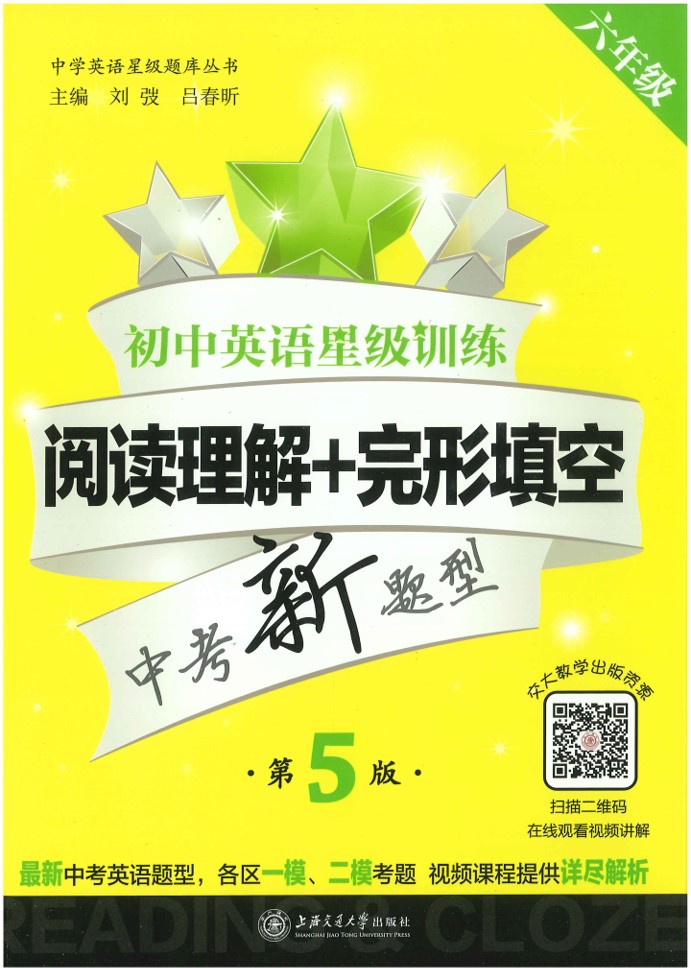 六年级
中学英语星级题库丛书
主编 刘弢 吕春昕
初中英语星级训练
阅读理解+完形填空
中考新题型
·第5版·
交大教学出版资源
扫描二维码
在线观看视频讲解
最新中考英语题型，各区一模、二模考题 视频课程提供详尽解析
READING & CLOZE
上海交通大学出版社
SHANGHAI JIAO TONG UNIVERSITY PRESS